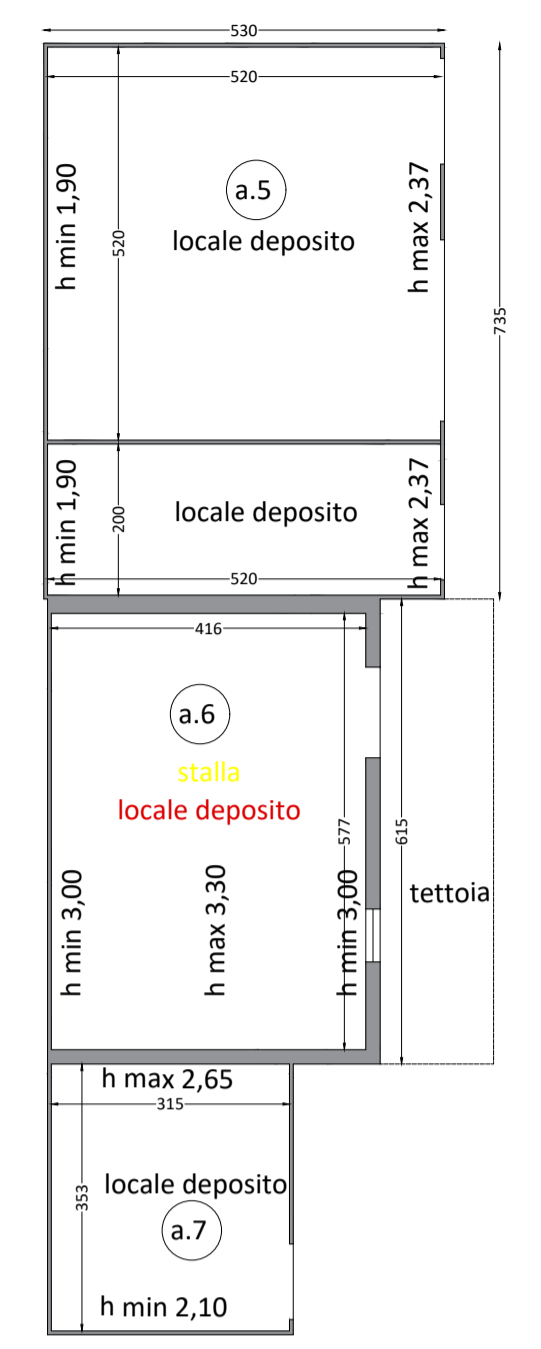 530
520
h min 1,90
520
a.5
locale deposito
h max 2,37
735
h min 1,90
200
locale deposito
h max 2,37
520
416
a.6
stalla
locale deposito
577
615
h min 3,00
h max 3,30
h min 3,00
tettoia
h max 2,65
315
353
locale deposito
a.7
h min 2,10